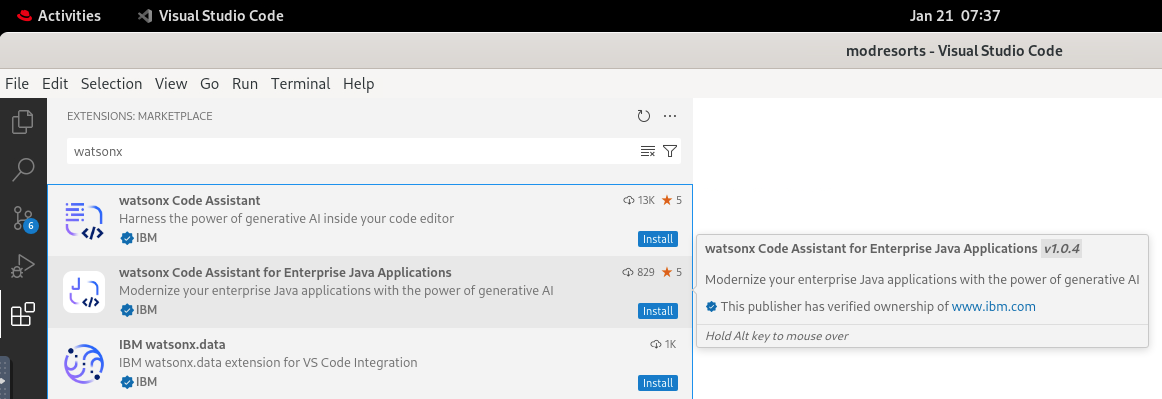 Activities Visual Studio Code Jan 21 07:37
modresorts - Visual Studio Code
File Edit Selection View Go Run Terminal Help
EXTENSIONS: MARKETPLACE
watsonx
watsonx Code Assistant 13K 5
Harness the power of generative AI inside your code editor
IBM Install
watsonx Code Assistant for Enterprise Java Applications 829 5
Modernize your enterprise Java applications with the power of generative AI
IBM Install
IBM watsonx.data 1K
IBM watsonx.data extension for VS Code Integration
IBM Install
6
watsonx Code Assistant for Enterprise Java Applications v1.0.4
Modernize your enterprise Java applications with the power of generative AI
This publisher has verified ownership of www.ibm.com
Hold Alt key to mouse over